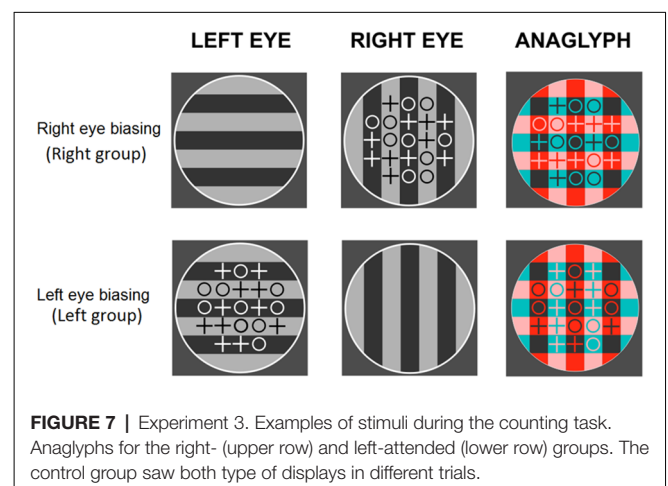 LEFT EYE RIGHT EYE ANAGLYPH
Right eye biasing
(Right group)
Left eye biasing
(Left group)
FIGURE 7 | Experiment 3. Examples of stimuli during the counting task.
Anaglyphs for the right- (upper row) and left-attended (lower row) groups. The
control group saw both type of displays in different trials.